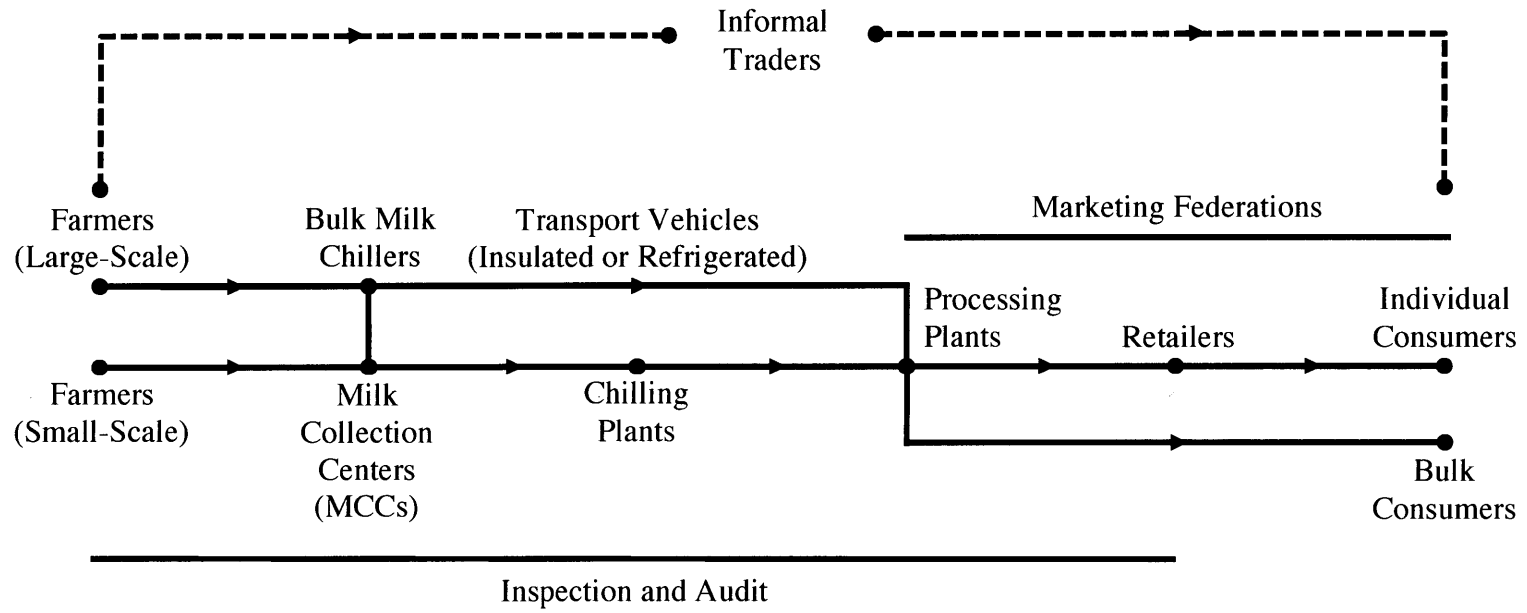 Informal
Traders
Farmers
(Large-Scale)
Bulk Milk
Chillers
Transport Vehicles
(Insulated or Refrigerated)
Marketing Federations
Processing
Plants
Retailers
Individual
Consumers
Farmers
(Small-Scale)
Milk
Collection
Centers
(MCCs)
Chilling
Plants
Bulk
Consumers
Inspection and Audit